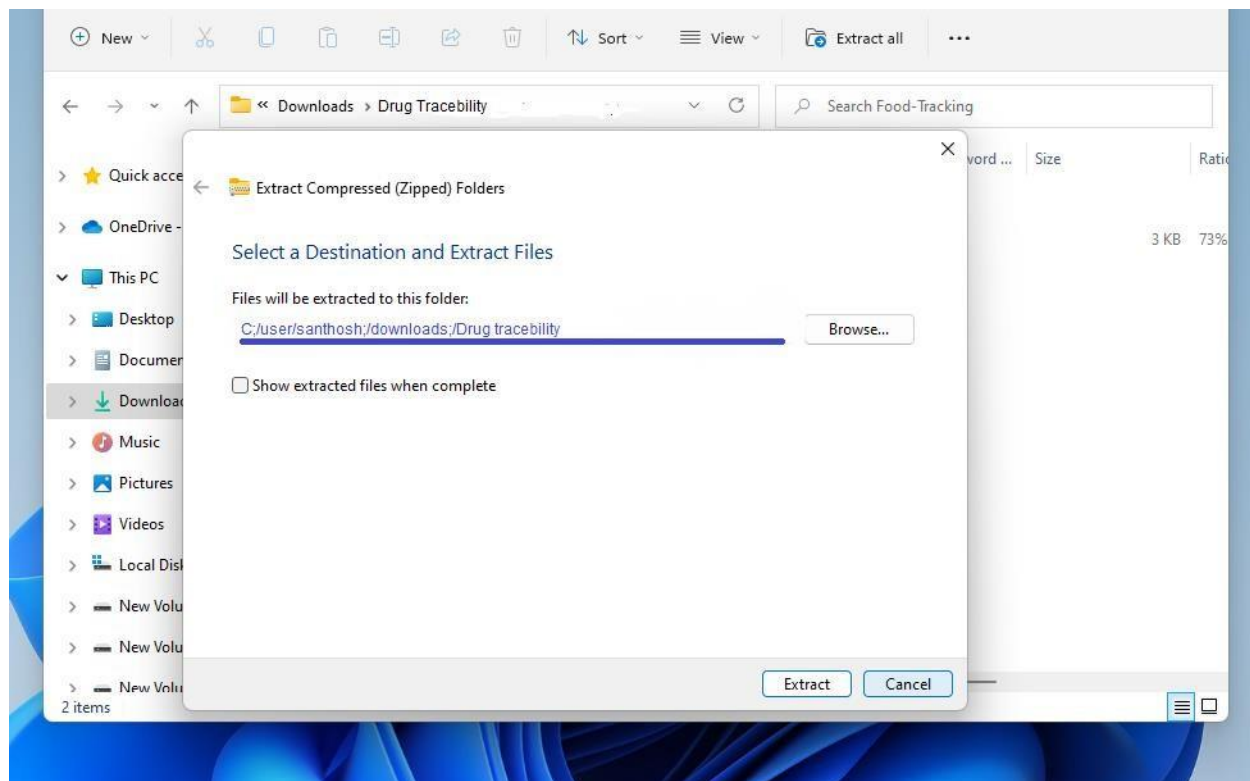 New Sort View Extract all
« Downloads > Drug Tracebility Search Food-Tracking
vord ... Size Ratio
Quick acce
Extract Compressed (Zipped) Folders
OneDrive -
Select a Destination and Extract Files
3 KB 73%
This PC
Files will be extracted to this folder:
Desktop
C;/user/santhosh;/downloads;/Drug tracebility Browse...
Documen
Show extracted files when complete
Downloac
Music
Pictures
Videos
Local Disk
New Volu
New Volu
New Volu
Extract Cancel
2 items